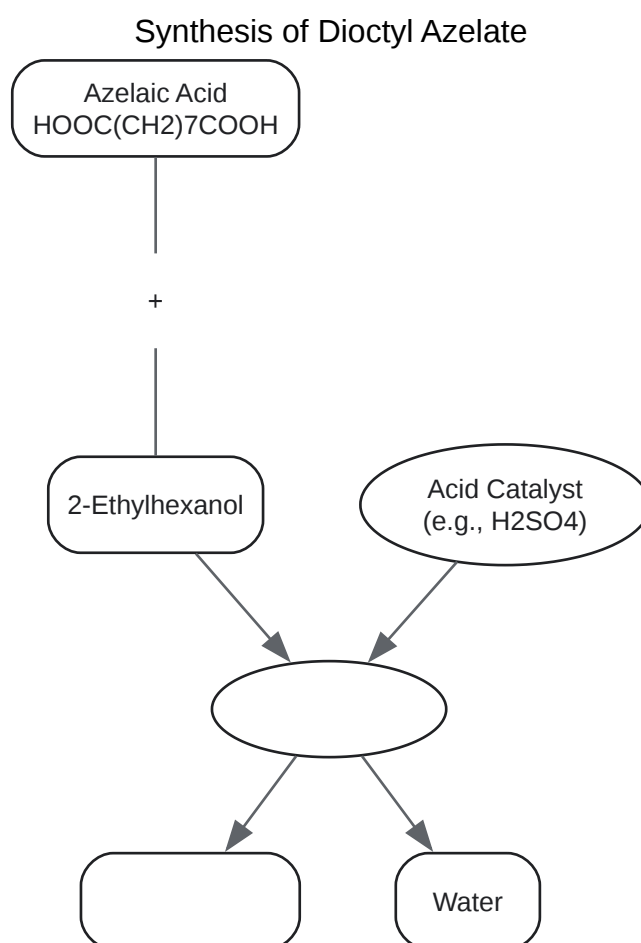 Synthesis of Dioctyl Azelate
Azelaic Acid
HOOC(CH2)7COOH
+
2-Ethylhexanol
Acid Catalyst
(e.g., H2SO4)
Water